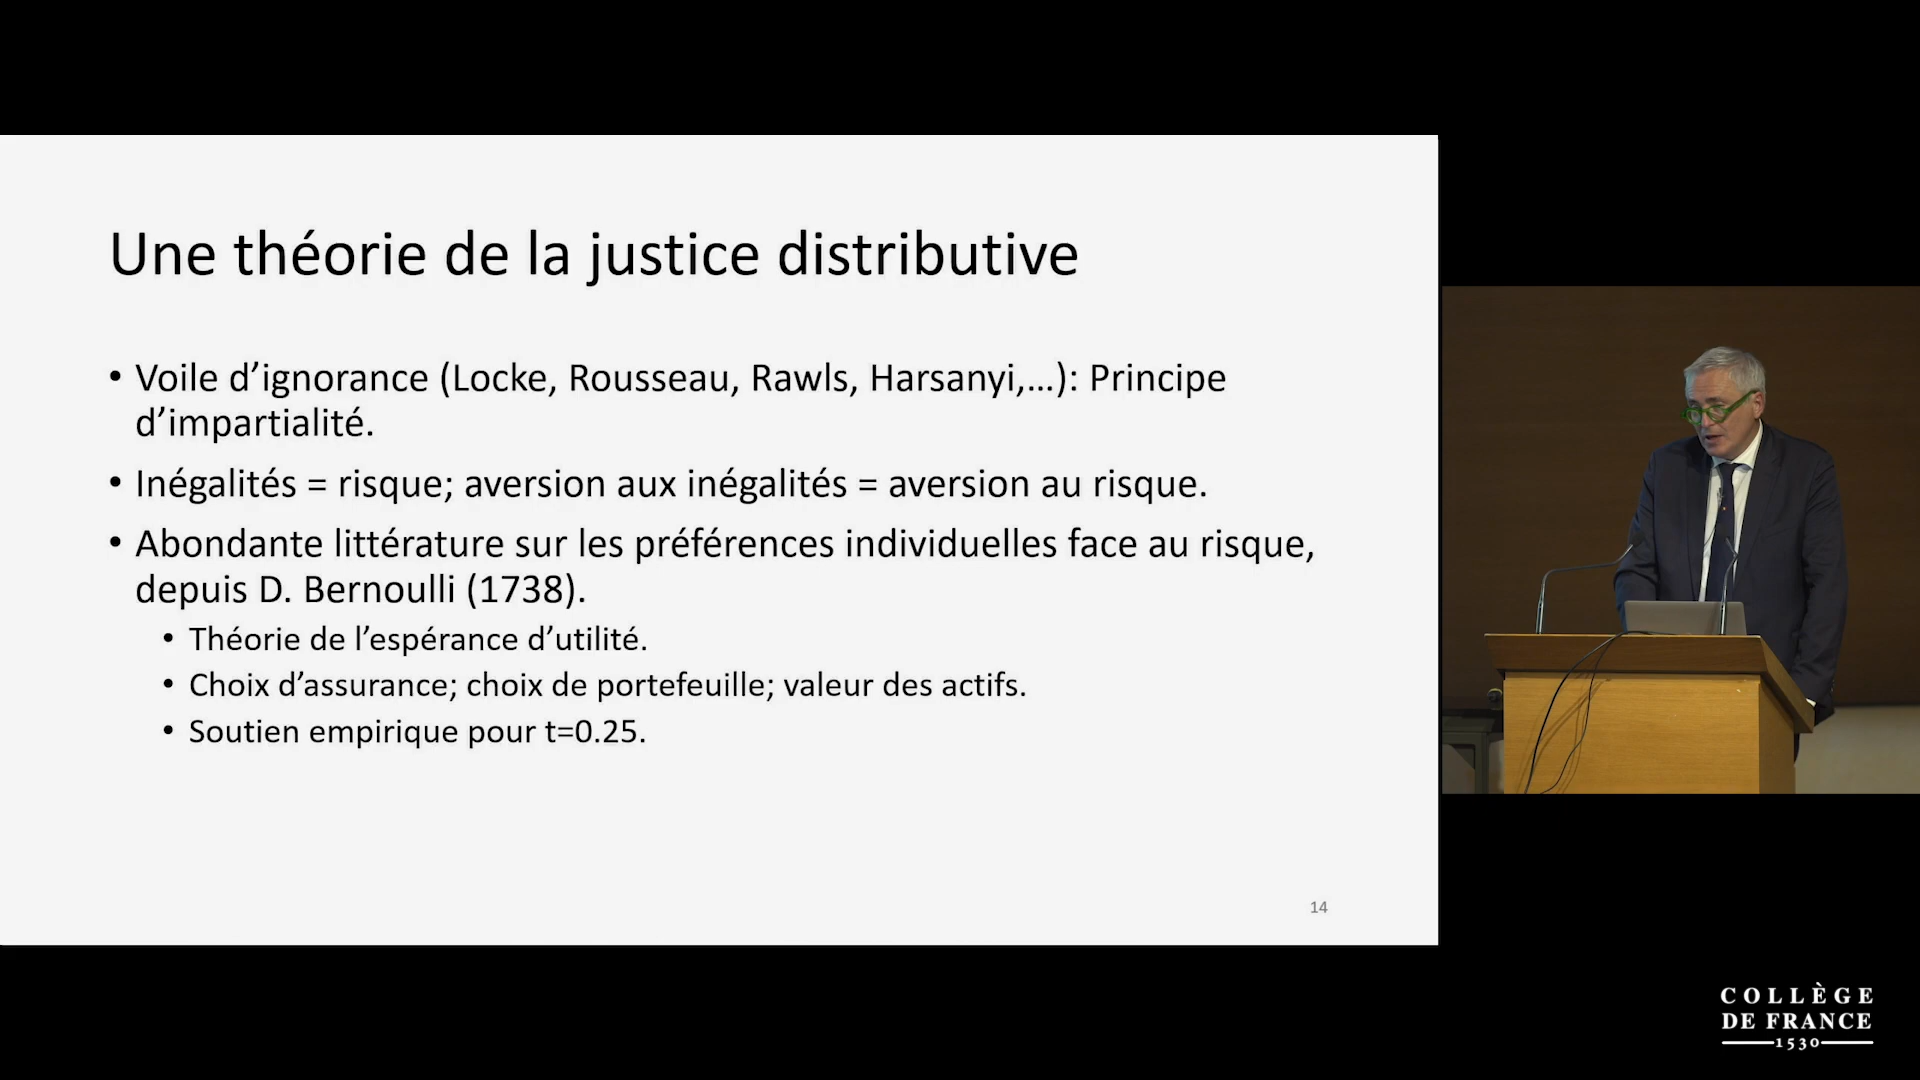 Une théorie de la justice distributive
• Voile d’ignorance (Locke, Rousseau, Rawls, Harsanyi,…): Principe
d’impartialité.
• Inégalités = risque; aversion aux inégalités = aversion au risque.
• Abondante littérature sur les préférences individuelles face au risque,
depuis D. Bernoulli (1738).
• Théorie de l’espérance d’utilité.
• Choix d’assurance; choix de portefeuille; valeur des actifs.
• Soutien empirique pour t=0.25.
14
COLLÈGE
DE FRANCE
1530